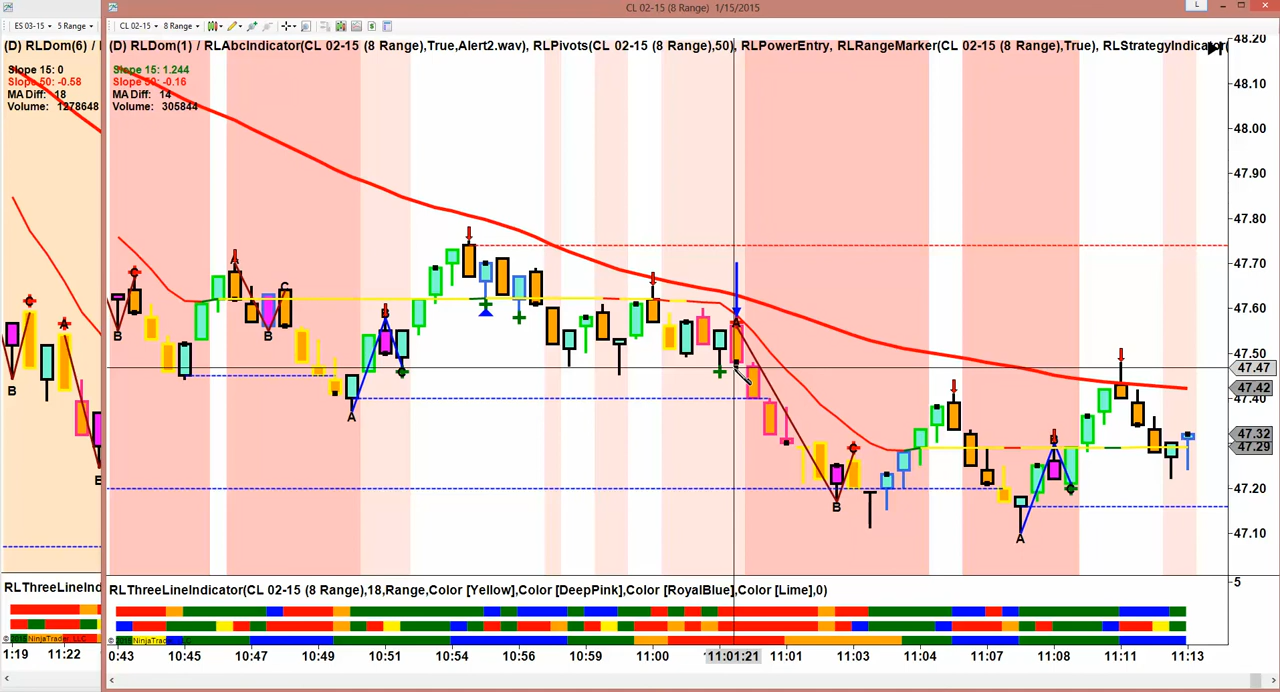 CL 02-15 (8 Range) 1/15/2015
L
ES 03-15 5 Range
CL 02-15 8 Range
(D) RLDom(6) /
(D) RLDom(1) / RLAbcIndicator(CL 02-15 (8 Range),True,Alert2.wav), RLPivots(CL 02-15 (8 Range),50), RLPowerEntry, RLRangeMarker(CL 02-15 (8 Range),True), RLStrategyIndicator(
Slope 15: 0
Slope 50: -0.58
MA Diff: 18
Volume: 1278648
Slope 15: 1.244
Slope 50: -0.16
MA Diff: 14
Volume: 305844
48.20
48.10
48.00
47.90
47.80
47.70
47.60
47.50
47.47
47.42
47.40
47.32
47.29
47.20
47.10
A
B
B
A
B
C
A
B
A
B
C
A
B
RLThreeLineInd
RLThreeLineIndicator(CL 02-15 (8 Range),18,Range,Color [Yellow],Color [DeepPink],Color [RoyalBlue],Color [Lime],0)
5
NinjaTrader, LLC
NinjaTrader
1:19 11:22
0:43 10:45 10:47 10:49 10:51 10:54 10:56 10:59 11:00 11:01:21 11:01 11:03 11:04 11:07 11:08 11:11 11:13